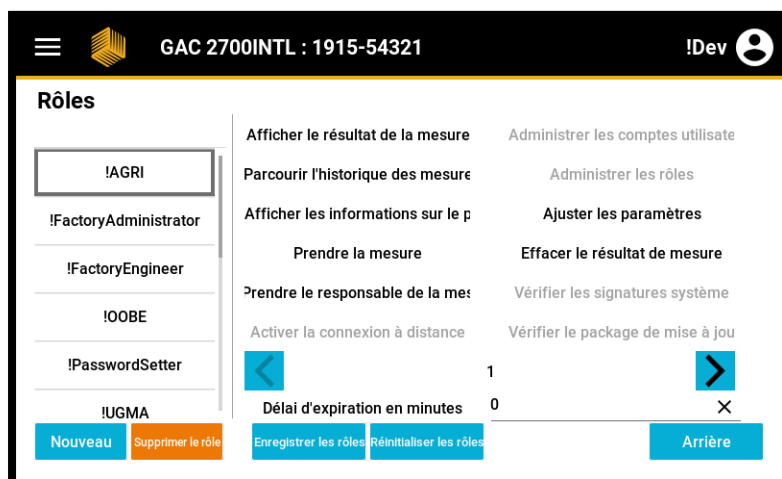 GAC 2700INTL : 1915-54321
!Dev
Rôles
!AGRI
!FactoryAdministrator
!FactoryEngineer
!OOBE
!PasswordSetter
!UGMA
Afficher le résultat de la mesure
Administrer les comptes utilisate
Parcourir l'historique des mesure
Administrer les rôles
Afficher les informations sur le p
Ajuster les paramètres
Prendre la mesure
Effacer le résultat de mesure
Prendre le responsable de la mes
Vérifier les signatures système
Activer la connexion à distance
Vérifier le package de mise à jou
1
Délai d'expiration en minutes
0
Nouveau
Supprimer le rôle
Enregistrer les rôles
Réinitialiser les rôles
Arrière